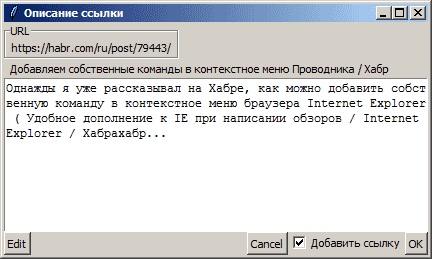 Описание ссылки
URL
https://habr.com/ru/post/79443/
Добавляем собственные команды в контекстное меню Проводника / Хабр
Однажды я уже рассказывал на Хабре, как можно добавить собст
венную команду в контекстное меню браузера Internet Explorer
( Удобное дополнение к IE при написании обзоров / Internet
Explorer / Хабрахабр...
Edit Cancel Добавить ссылку OK